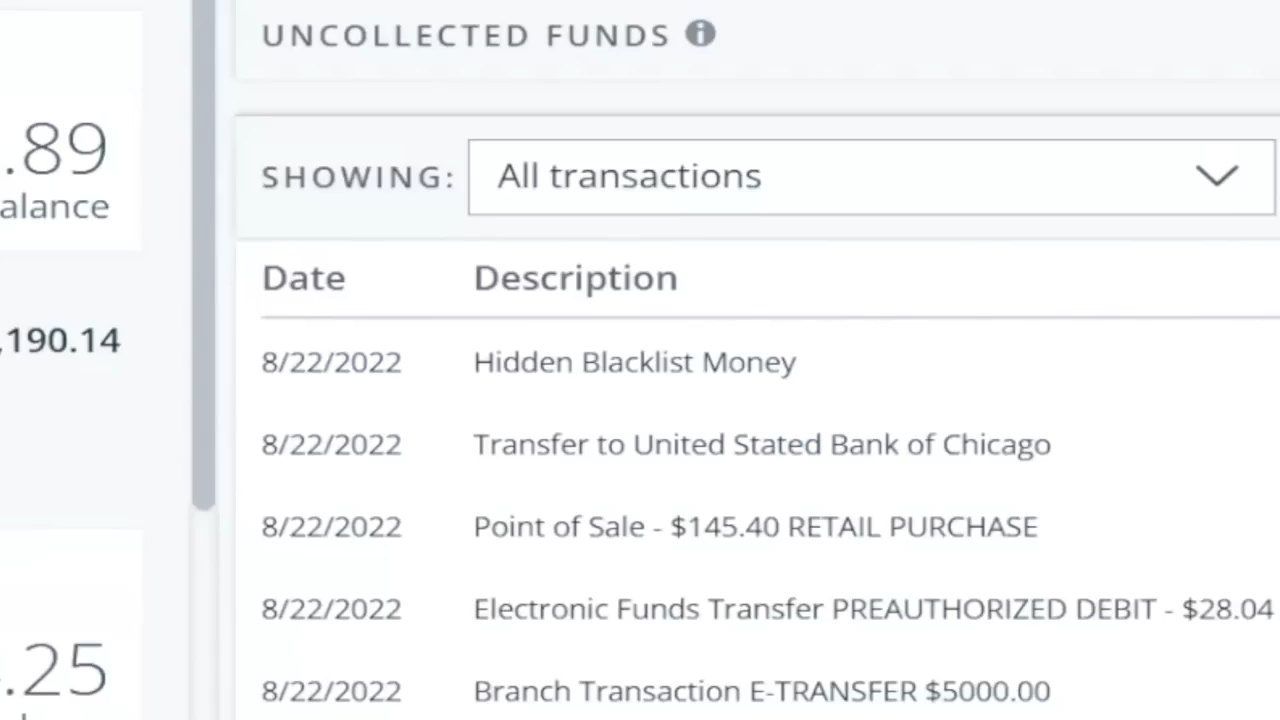 UNCOLLECTED FUNDS
.89
alance
,190.14
.25
SHOWING: All transactions
Date Description
8/22/2022 Hidden Blacklist Money
8/22/2022 Transfer to United Stated Bank of Chicago
8/22/2022 Point of Sale - $145.40 RETAIL PURCHASE
8/22/2022 Electronic Funds Transfer PREAUTHORIZED DEBIT - $28.04
8/22/2022 Branch Transaction E-TRANSFER $5000.00